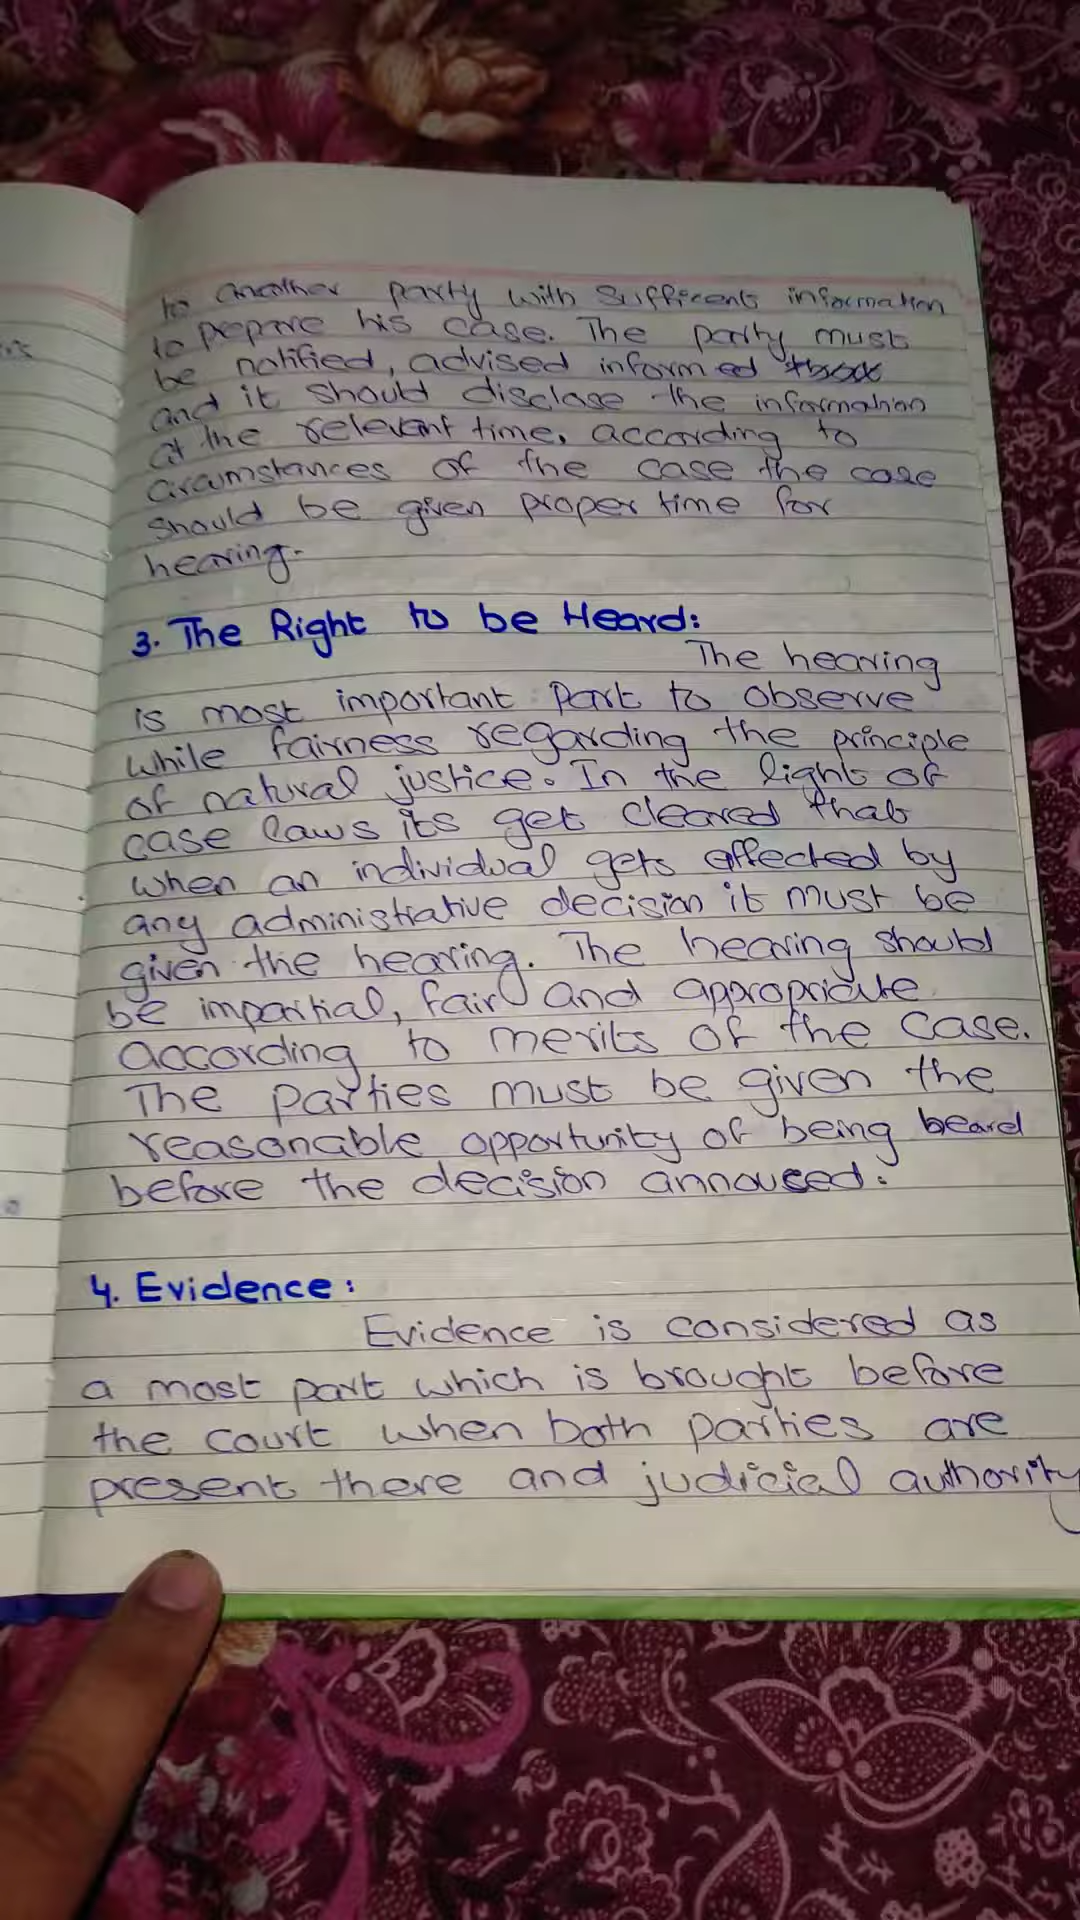 to another party with sufficent information
to prepare his case. The party must
be notified, advised informed
and it should disclase the information
at the relevant time, according to
circumstances of the case the case
should be given proper time for
hearing.
3. The Right to be Heard:
The hearing
is most important part to observe
while fairness regarding the principle
of natural justice. In the light of
case laws its get cleared that
when an individual gets affected by
any administrative decision it must be
given the hearing. The hearing should
be impartial, fair and appropriate
according to merits of the case.
The parties must be given the
reasonable opportunity of being beard
before the decision annouced.
4. Evidence:
Evidence is considered as
a most part which is brought before
the court when both parties are
present there and judicial authority